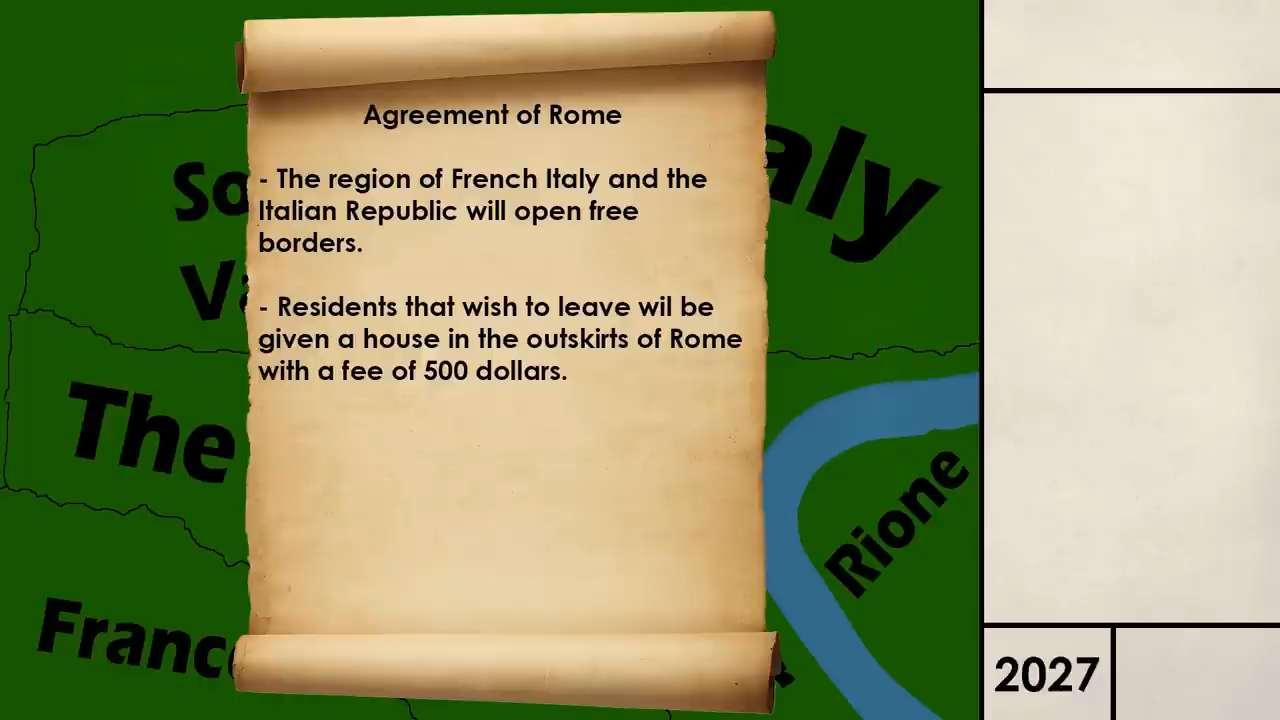 Agreement of Rome
- The region of French Italy and the
Italian Republic will open free
borders.
- Residents that wish to leave wil be
given a house in the outskirts of Rome
with a fee of 500 dollars.
The
Rione
2027